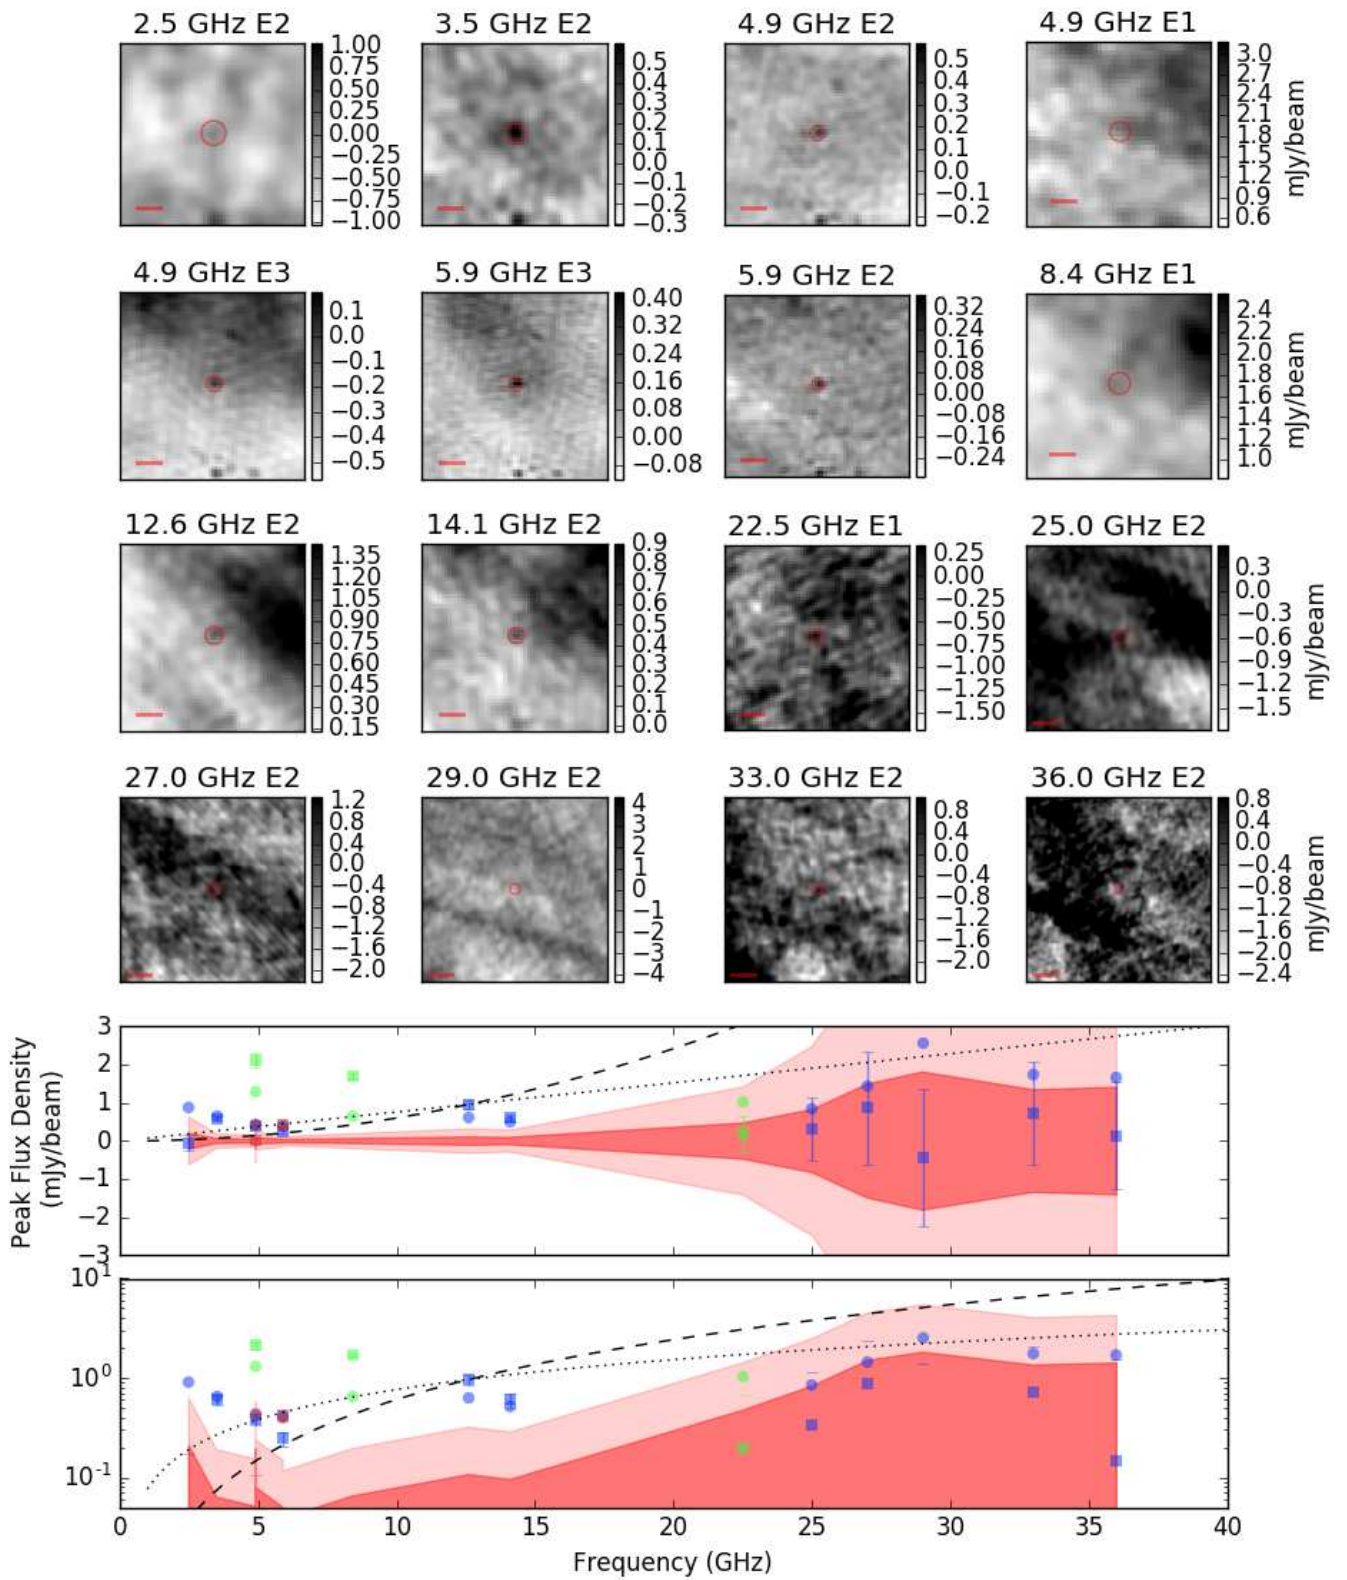 2.5 GHz E2 3.5 GHz E2 4.9 GHz E2 4.9 GHz E1
1.00 0.75 0.50 0.25 0.00 −0.25 −0.50 −0.75 −1.00
0.5 0.4 0.3 0.2 0.1 0.0 −0.1 −0.2 −0.3
0.5 0.4 0.3 0.2 0.1 0.0 −0.1 −0.2
3.0 2.7 2.4 2.1 1.8 1.5 1.2 0.9 0.6
mJy/beam
4.9 GHz E3 5.9 GHz E3 5.9 GHz E2 8.4 GHz E1
0.1 0.0 −0.1 −0.2 −0.3 −0.4 −0.5
0.40 0.32 0.24 0.16 0.08 0.00 −0.08
0.32 0.24 0.16 0.08 0.00 −0.08 −0.16 −0.24
2.4 2.2 2.0 1.8 1.6 1.4 1.2 1.0
mJy/beam
12.6 GHz E2 14.1 GHz E2 22.5 GHz E1 25.0 GHz E2
1.35 1.20 1.05 0.90 0.75 0.60 0.45 0.30 0.15
0.9 0.8 0.7 0.6 0.5 0.4 0.3 0.2 0.1 0.0
0.25 0.00 −0.25 −0.50 −0.75 −1.00 −1.25 −1.50
0.3 0.0 −0.3 −0.6 −0.9 −1.2 −1.5
mJy/beam
27.0 GHz E2 29.0 GHz E2 33.0 GHz E2 36.0 GHz E2
1.2 0.8 0.4 0.0 −0.4 −0.8 −1.2 −1.6 −2.0
4 3 2 1 0 −1 −2 −3 −4
0.8 0.4 0.0 −0.4 −0.8 −1.2 −1.6 −2.0
0.8 0.4 0.0 −0.4 −0.8 −1.2 −1.6 −2.0 −2.4
mJy/beam
Peak Flux Density
(mJy/beam)
3
2
1
0
−1
−2
−3
10^1
10^0
10^-1
0 5 10 15 20 25 30 35 40
Frequency (GHz)